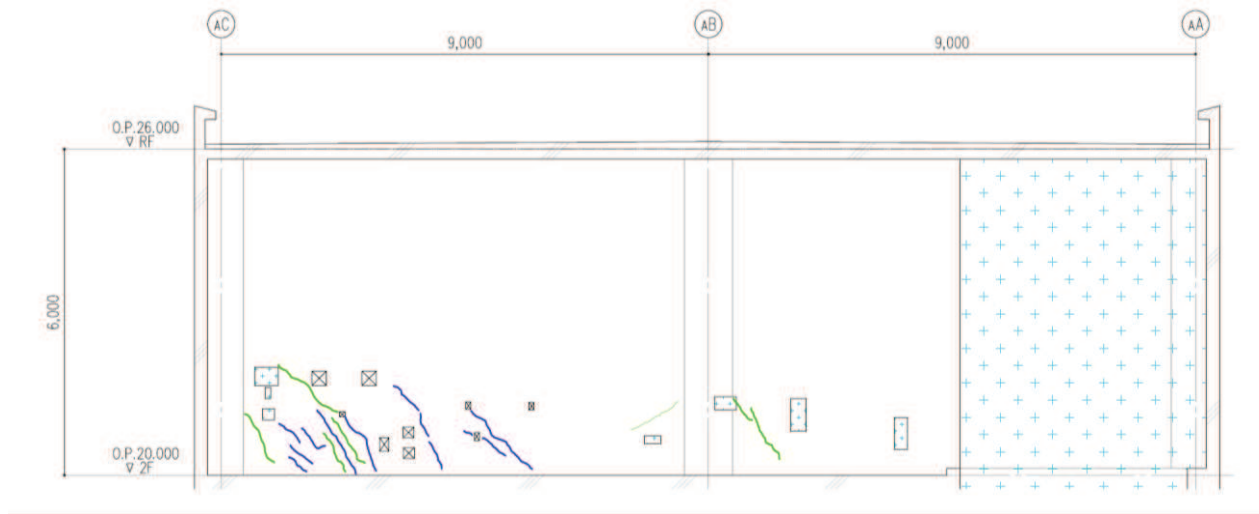 AC
AB
AA
9,000
9,000
O.P.26.000
∇ RF
6,000
O.P.20.000
∇ 2F